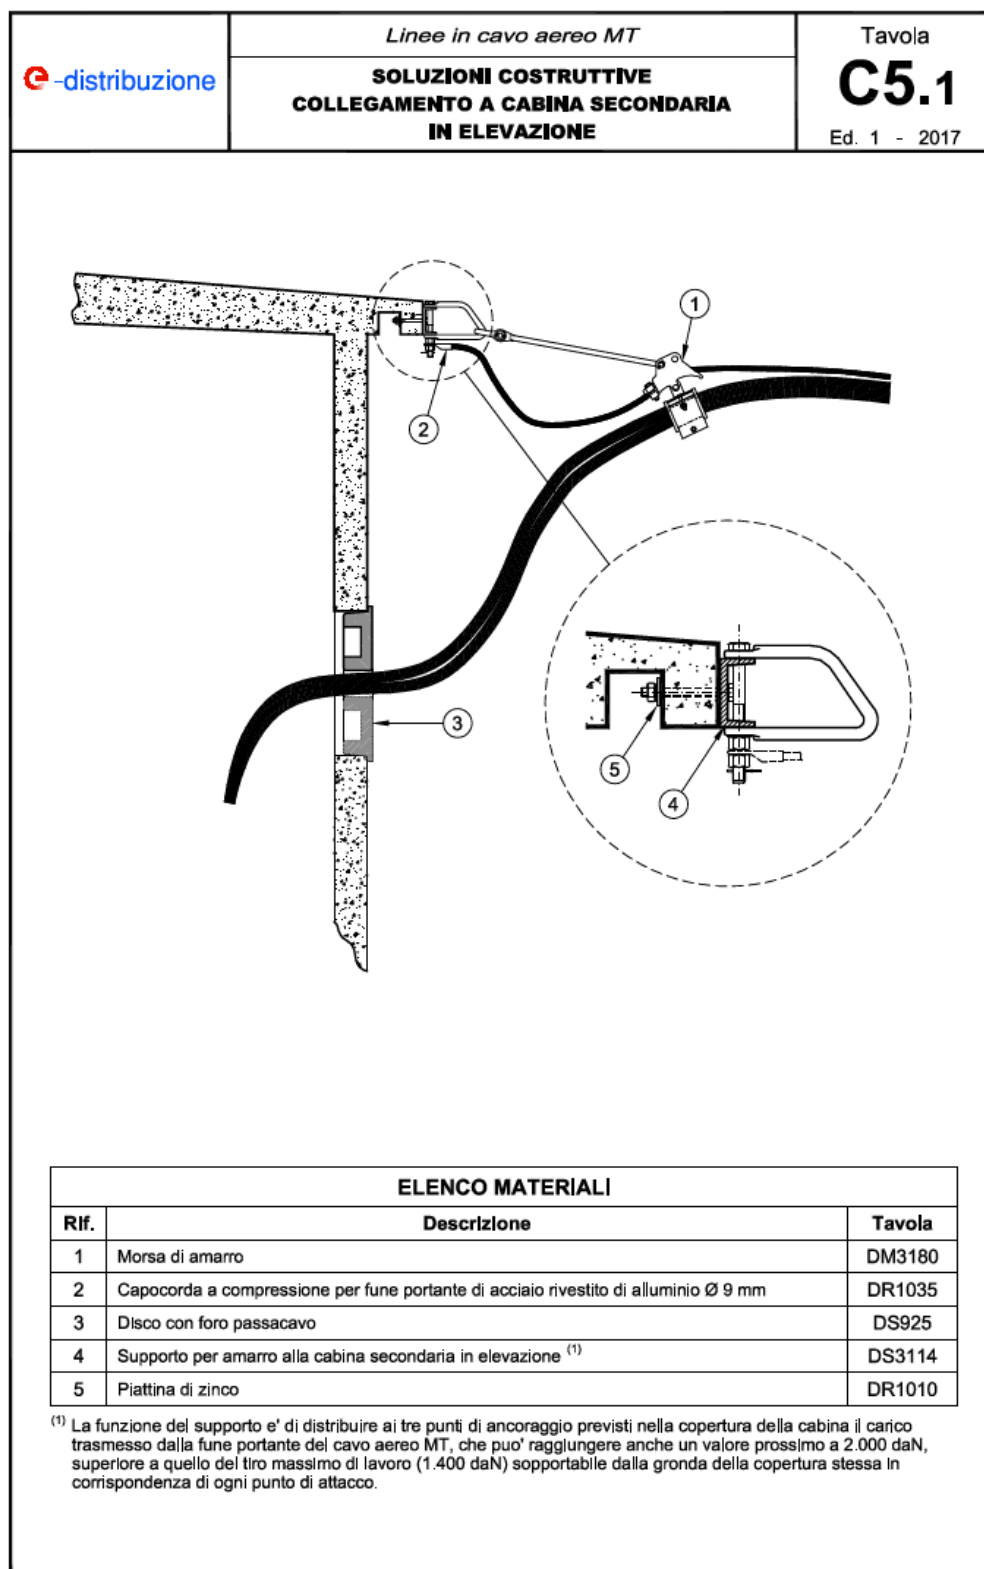 e-distribuzione
Linee in cavo aereo MT
SOLUZIONI COSTRUTTIVE
COLLEGAMENTO A CABINA SECONDARIA
IN ELEVAZIONE
Tavola
C5.1
Ed. 1 - 2017
1
2
3
5
4
ELENCO MATERIALI
Rif. Descrizione Tavola
1 Morsa di amarro DM3180
2 Capocorda a compressione per fune portante di acciaio rivestito di alluminio Ø 9 mm DR1035
3 Disco con foro passacavo DS925
4 Supporto per amarro alla cabina secondaria in elevazione (1) DS3114
5 Piattina di zinco DR1010
(1) La funzione del supporto e' di distribuire ai tre punti di ancoraggio previsti nella copertura della cabina il carico
trasmesso dalla fune portante del cavo aereo MT, che puo' raggiungere anche un valore prossimo a 2.000 daN,
superiore a quello del tiro massimo di lavoro (1.400 daN) sopportabile dalla gronda della copertura stessa in
corrispondenza di ogni punto di attacco.